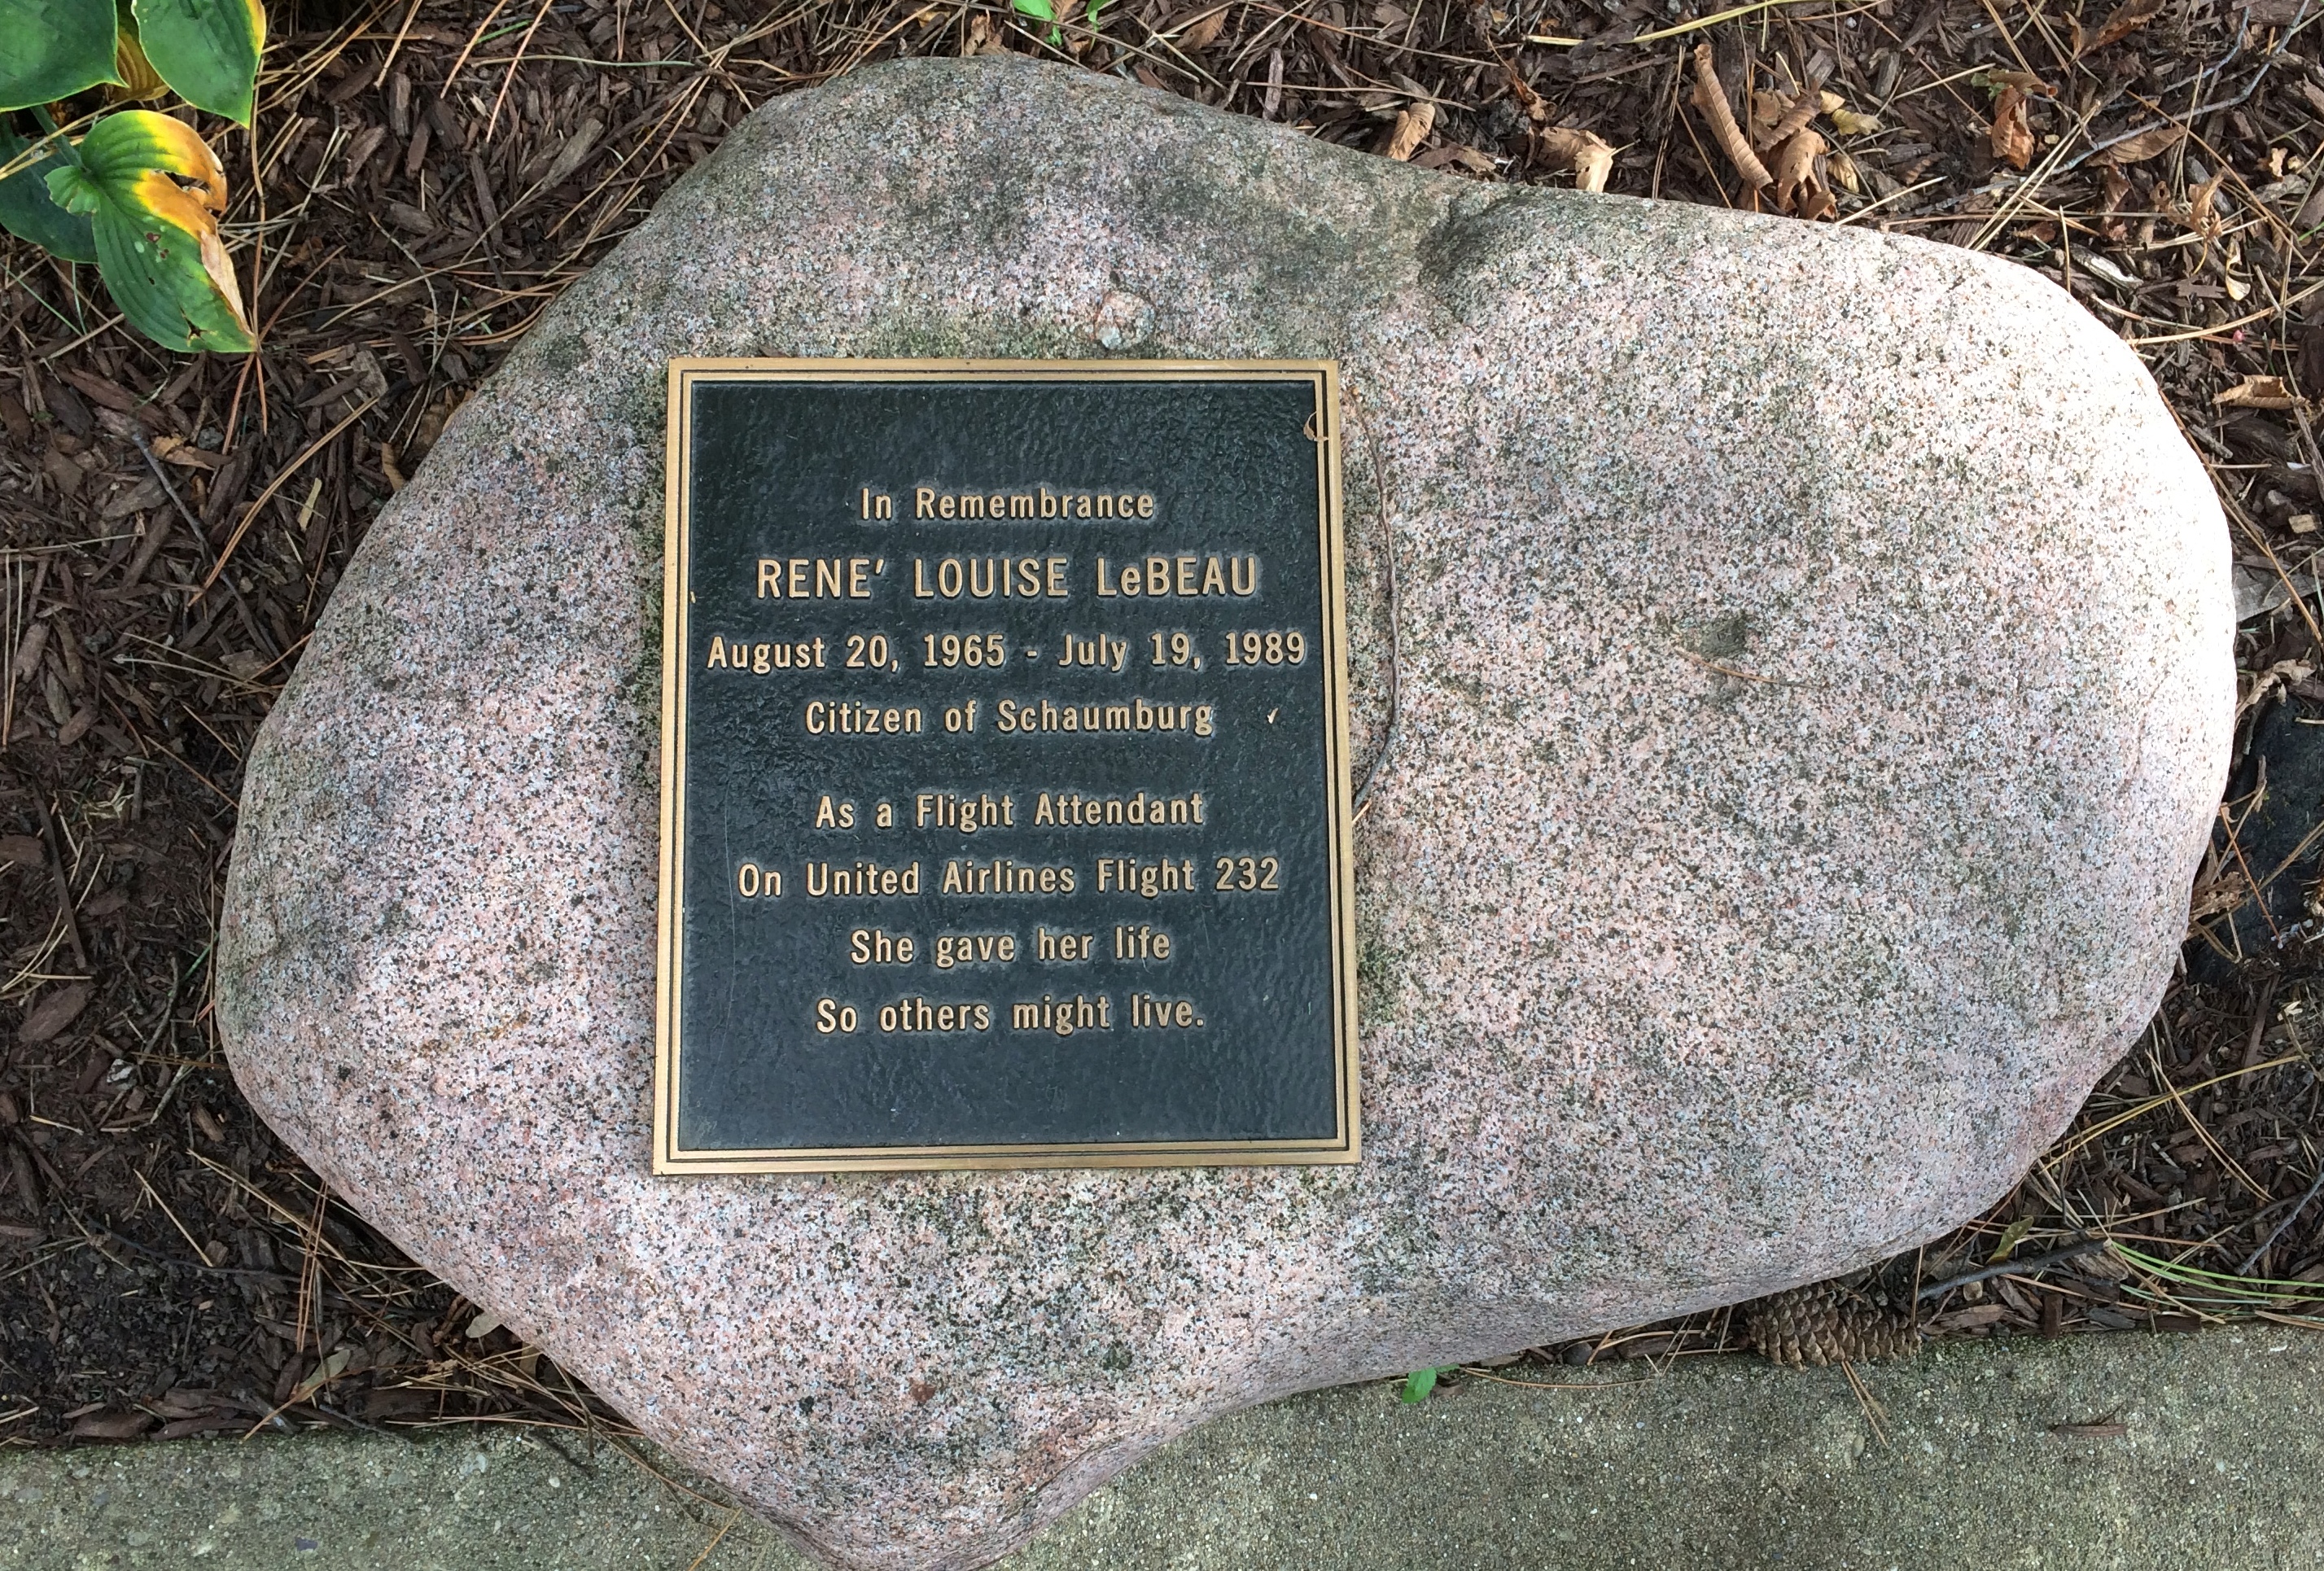 In Remembrance
RENE' LOUISE LeBEAU
August 20, 1965 - July 19, 1989
Citizen of Schaumburg
As a Flight Attendant
On United Airlines Flight 232
She gave her life
So others might live.